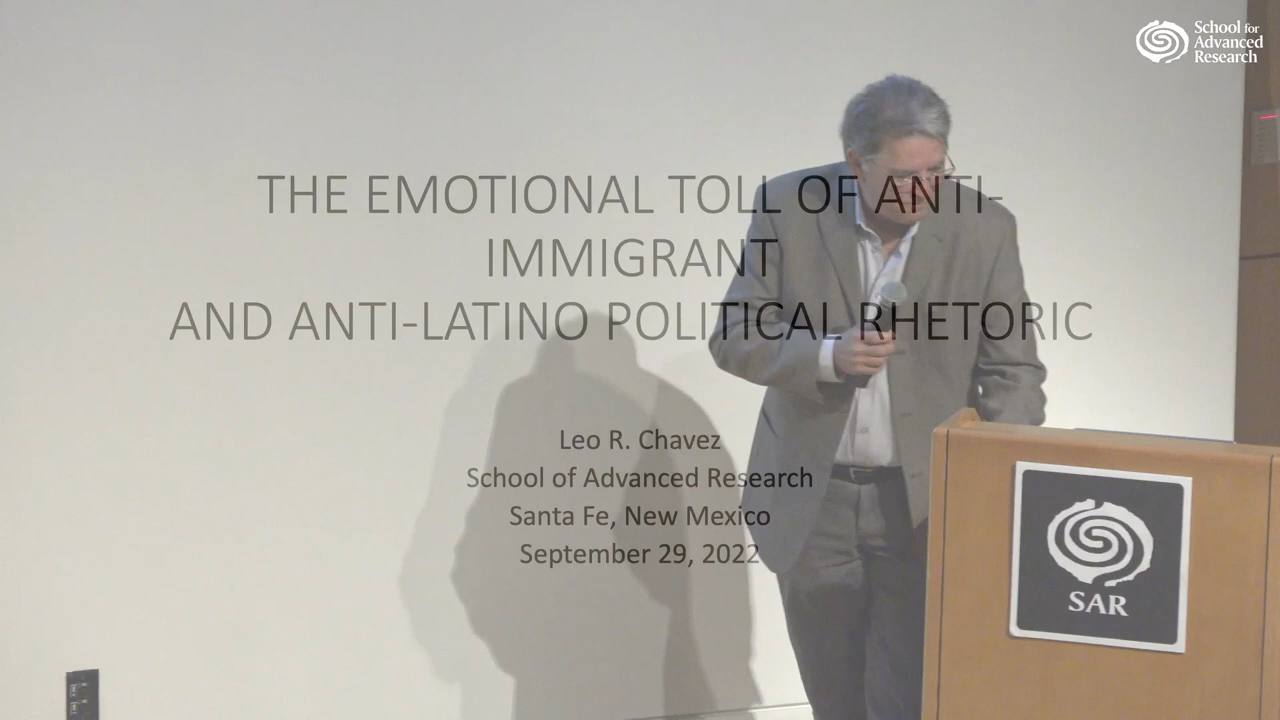 School for
Advanced
Research
THE EMOTIONAL TOLL OF ANTI-
IMMIGRANT
AND ANTI-LATINO POLITICAL RHETORIC
Leo R. Chavez
School of Advanced Research
Santa Fe, New Mexico
September 29, 2022
SAR